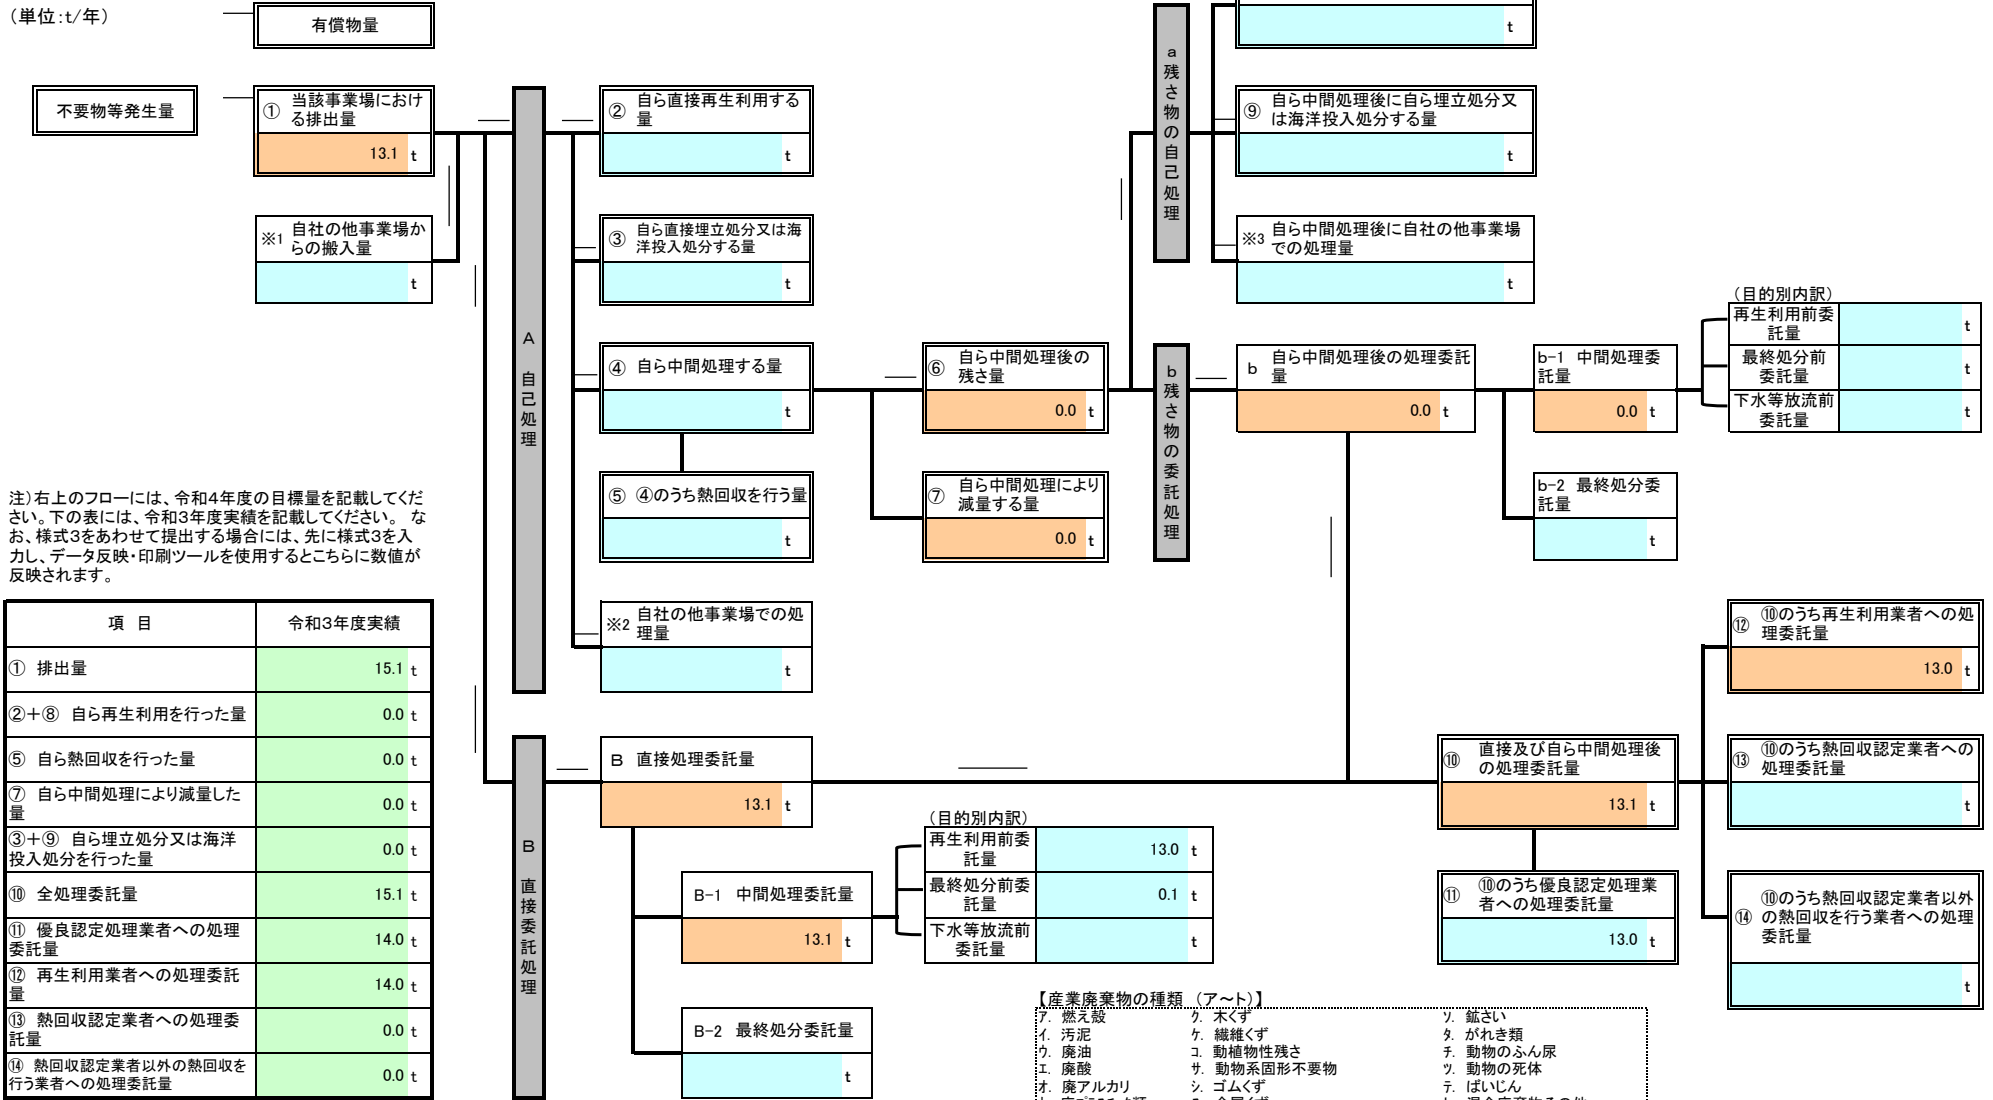 (単位:t/年)
有償物量
t
不要物等発生量
① 当該事業場におけ
る排出量
13.1 t
※1 自社の他事業場か
らの搬入量
t
A 自己処理
② 自ら直接再生利用する
量
t
③ 自ら直接埋立処分又は海
洋投入処分する量
t
④ 自ら中間処理する量
t
⑤ ④のうち熱回収を行う量
t
※2 自社の他事業場での処
理量
t
⑥ 自ら中間処理後の
残さ量
0.0 t
⑦ 自ら中間処理により
減量する量
0.0 t
a 残さ物の自己処理
⑨ 自ら中間処理後に自ら埋立処分又
は海洋投入処分する量
t
※3 自ら中間処理後に自社の他事業場
での処理量
t
b 残さ物の委託処理
b 自ら中間処理後の処理委託
量
0.0 t
b-1 中間処理委
託量
0.0 t
b-2 最終処分委
託量
t
(目的別内訳)
再生利用前委
託量
t
最終処分前
委託量
t
下水等放流前
委託量
t
注)右上のフローには、令和4年度の目標量を記載してくだ
さい。下の表には、令和3年度実績を記載してください。 な
お、様式3をあわせて提出する場合には、先に様式3を入
力し、データ反映・印刷ツールを使用するとこちらに数値が
反映されます。
項 目 令和3年度実績
① 排出量 15.1 t
②+⑧ 自ら再生利用を行った量 0.0 t
⑤ 自ら熱回収を行った量 0.0 t
⑦ 自ら中間処理により減量した
量 0.0 t
③+⑨ 自ら埋立処分又は海洋
投入処分を行った量 0.0 t
⑩ 全処理委託量 15.1 t
⑪ 優良認定処理業者への処理
委託量 14.0 t
⑫ 再生利用業者への処理委託
量 14.0 t
⑬ 熱回収認定業者への処理委
託量 0.0 t
⑭ 熱回収認定業者以外の熱回収を
行う業者への処理委託量 0.0 t
B 直接委託処理
B 直接処理委託量
13.1 t
B-1 中間処理委託量
13.1 t
B-2 最終処分委託量
t
(目的別内訳)
再生利用前委
託量
13.0 t
最終処分前委
託量
0.1 t
下水等放流前
委託量
t
⑩ 直接及び自ら中間処理後
の処理委託量
13.1 t
⑪ ⑩のうち優良認定処理業
者への処理委託量
13.0 t
⑫ ⑩のうち再生利用業者への処
理委託量
13.0 t
⑬ ⑩のうち熱回収認定業者への
処理委託量
t
⑭ ⑩のうち熱回収認定業者以外
の熱回収を行う業者への処理
委託量
t
【産業廃棄物の種類 (ア~ト)】
ア. 燃え殻 ク. 木くず ソ. 鉱さい
イ. 汚泥 ケ. 繊維くず タ. がれき類
ウ. 廃油 コ. 動植物性残さ チ. 動物のふん尿
エ. 廃酸 サ. 動物系固形不要物 ツ. 動物の死体
オ. 廃アルカリ シ. ゴムくず テ. ばいじん